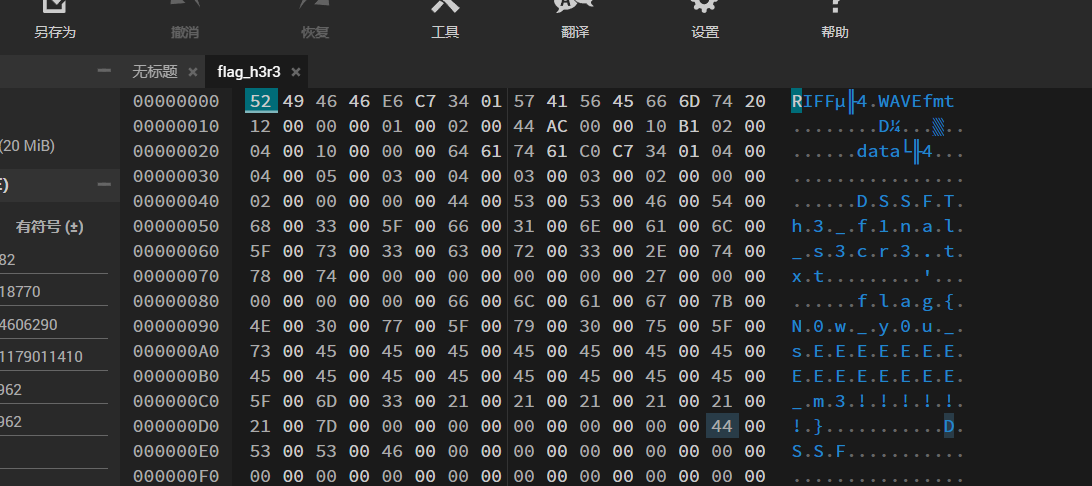 另存为 撤消 恢复 工具 翻译 设置 帮助
无标题 × flag_h3r3 ×
00000000 52 49 46 46 E6 C7 34 01 57 41 56 45 66 6D 74 20 RIFFµ╟4.WAVEfmt
00000010 12 00 00 00 01 00 02 00 44 AC 00 00 10 B1 02 00 ........D¼...▒..
(20 MiB) 00000020 04 00 10 00 00 00 64 61 74 61 C0 C7 34 01 04 00 ......data└╟4...
00000030 04 00 05 00 03 00 04 00 03 00 03 00 02 00 00 00 ................
00000040 02 00 00 00 00 00 44 00 53 00 53 00 46 00 54 00 ......D.S.S.F.T.
有符号 (±) 00000050 68 00 33 00 5F 00 66 00 31 00 6E 00 61 00 6C 00 h.3._.f.1.n.a.l.
82 00000060 5F 00 73 00 33 00 63 00 72 00 33 00 2E 00 74 00 _.s.3.c.r.3...t.
18770 00000070 78 00 74 00 00 00 00 00 00 00 00 00 27 00 00 00 x.t.........'...
00000080 00 00 00 00 00 00 66 00 6C 00 61 00 67 00 7B 00 ......f.l.a.g.{.
4606290 00000090 4E 00 30 00 77 00 5F 00 79 00 30 00 75 00 5F 00 N.0.w._.y.0.u._.
1179011410 000000A0 73 00 45 00 45 00 45 00 45 00 45 00 45 00 45 00 s.E.E.E.E.E.E.E.
962 000000B0 45 00 45 00 45 00 45 00 45 00 45 00 45 00 45 00 E.E.E.E.E.E.E.E.
962 000000C0 5F 00 6D 00 33 00 21 00 21 00 21 00 21 00 21 00 _.m.3.!.!.!.!.!.
000000D0 21 00 7D 00 00 00 00 00 00 00 00 00 00 00 44 00 !.}...........D.
000000E0 53 00 53 00 46 00 00 00 00 00 00 00 00 00 00 00 S.S.F...........
000000F0 00 00 00 00 00 00 00 00 00 00 00 00 00 00 00 00 ................